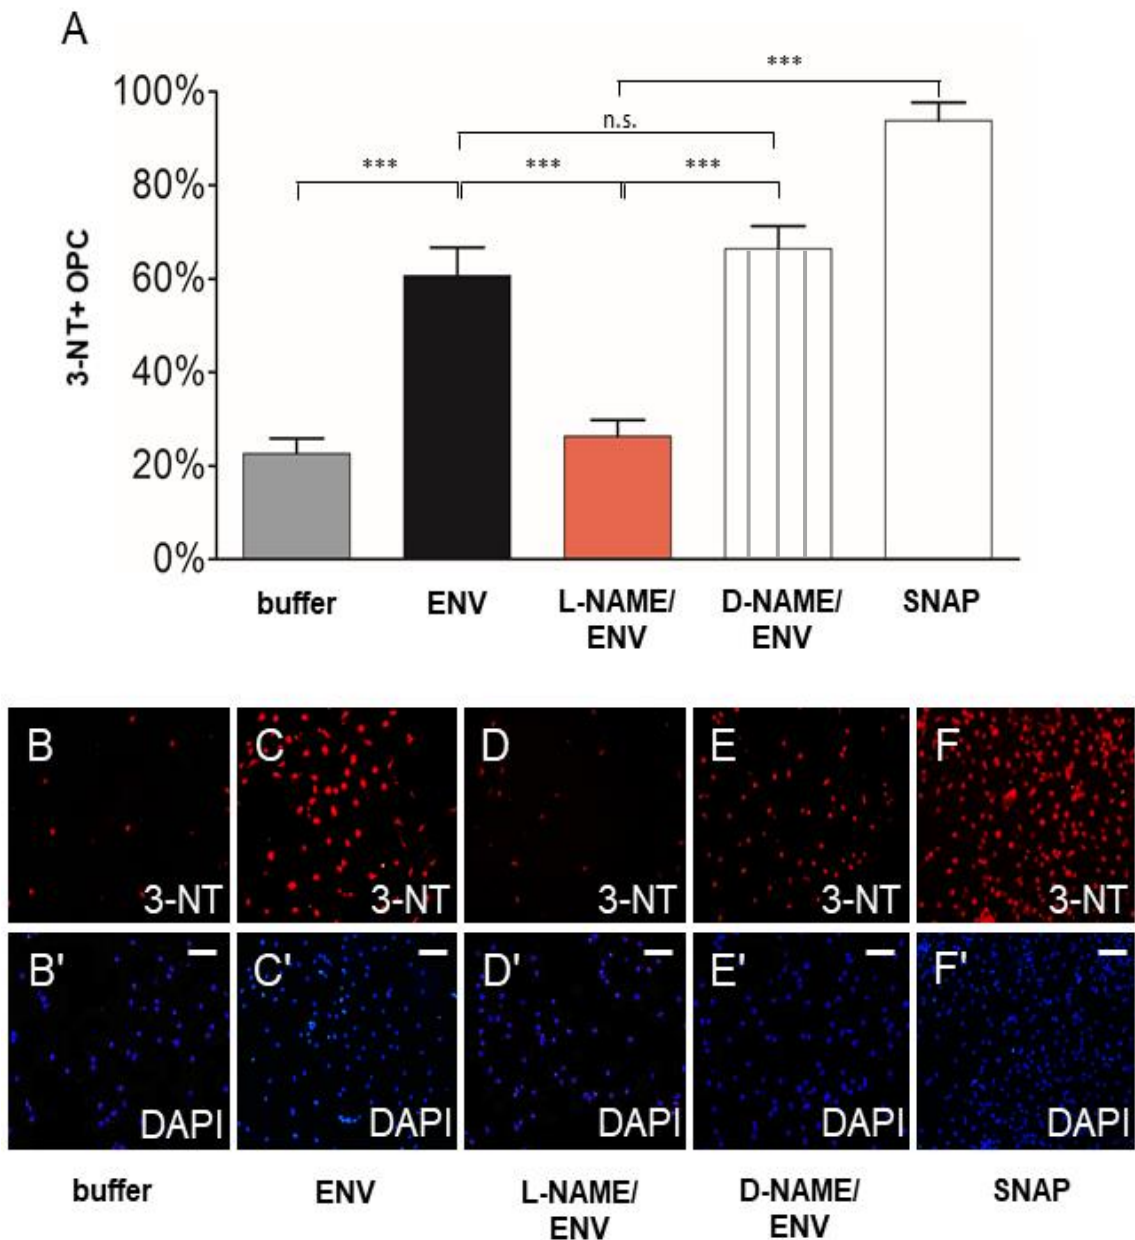 A
***
100%
n.s.
*** *** ***
80%
60%
40%
20%
0%
3-NT+ OPC
buffer ENV L-NAME/ D-NAME/ SNAP
ENV ENV
B C D E F
3-NT 3-NT 3-NT 3-NT 3-NT
B' C' D' E' F'
DAPI DAPI DAPI DAPI DAPI
buffer ENV L-NAME/ D-NAME/ SNAP
ENV ENV